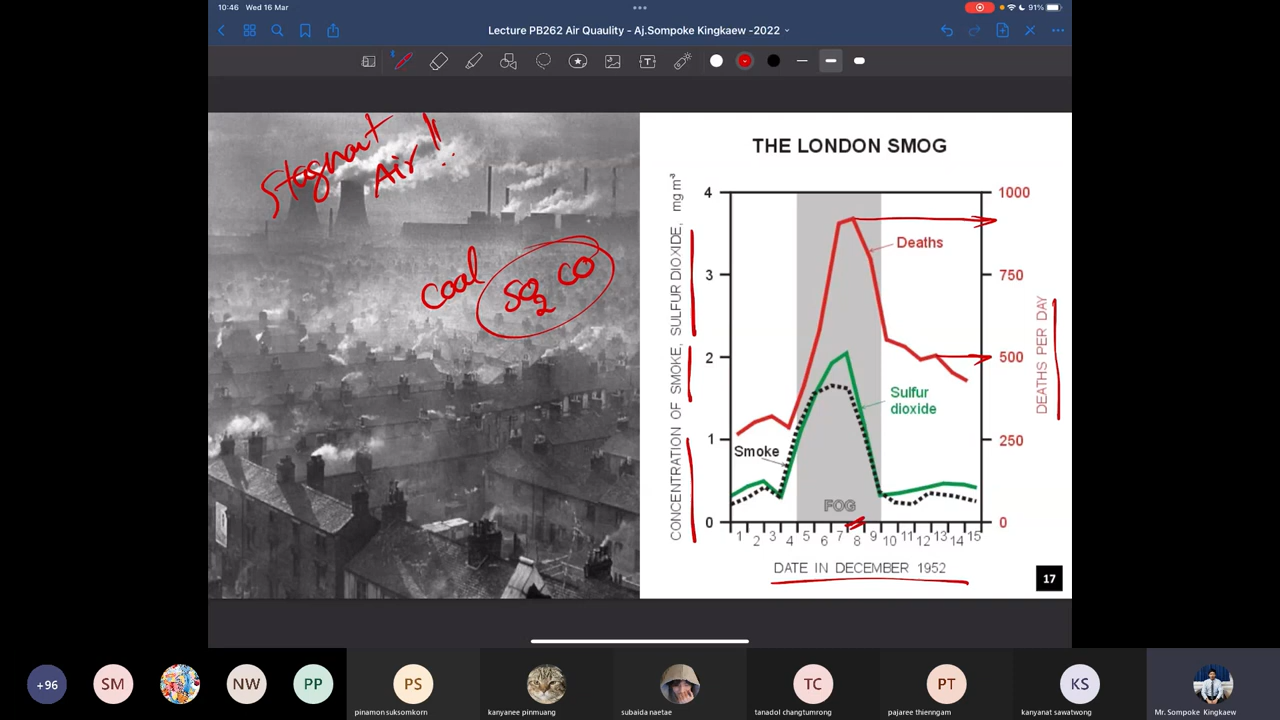 10:46 Wed 16 Mar
91%
Lecture PB262 Air Quaulity - Aj.Sompoke Kingkaew -2022
T
Stagnant
Air!!
Coal
SO2 CO
THE LONDON SMOG
CONCENTRATION OF SMOKE, SULFUR DIOXIDE, mg m³
4
3
2
1
0
1000
750
500
250
0
DEATHS PER DAY
Deaths
Sulfur
dioxide
Smoke
FOG
1 2 3 4 5 6 7 8 9 10 11 12 13 14 15
DATE IN DECEMBER 1952
17
+96
SM
NW
PP
PS
TC
PT
KS
pinamon suksomkorn
kanyanee pinmuang
subaida naetae
tanadol changtumrong
pajaree thienngam
kanyanat sawatwong
Mr. Sompoke Kingkaew